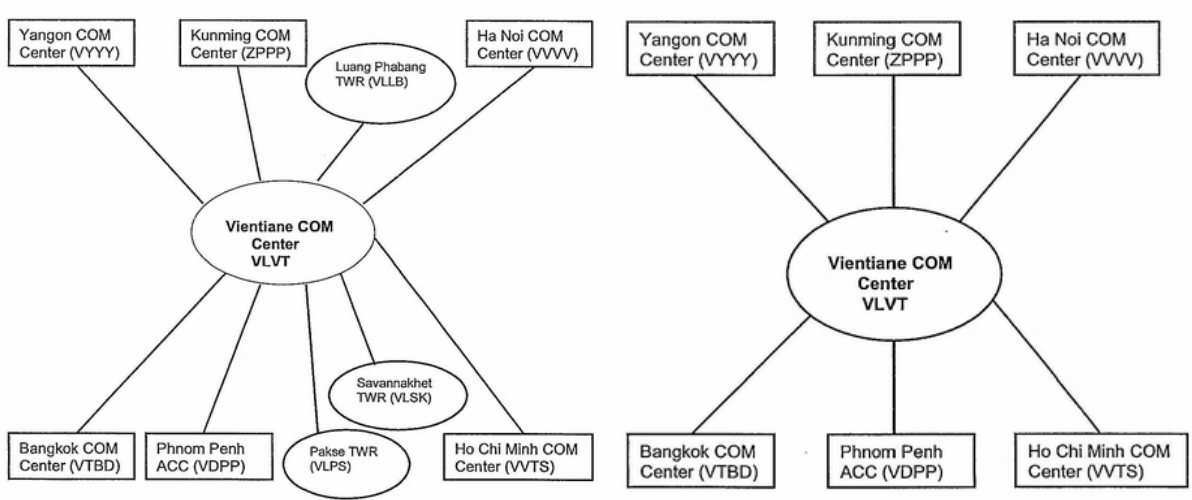 Yangon COM
Center (VYYY)
Kunming COM
Center (ZPPP)
Luang Phabang
TWR (VLLB)
Ha Noi COM
Center (VVVV)
Vientiane COM
Center
VLVT
Savannakhet
TWR (VLSK)
Bangkok COM
Center (VTBD)
Phnom Penh
ACC (VDPP)
Pakse TWR
(VLPS)
Ho Chi Minh COM
Center (VVTS)
Yangon COM
Center (VYYY)
Kunming COM
Center (ZPPP)
Ha Noi COM
Center (VVVV)
Vientiane COM
Center
VLVT
Bangkok COM
Center (VTBD)
Phnom Penh
ACC (VDPP)
Ho Chi Minh COM
Center (VVTS)